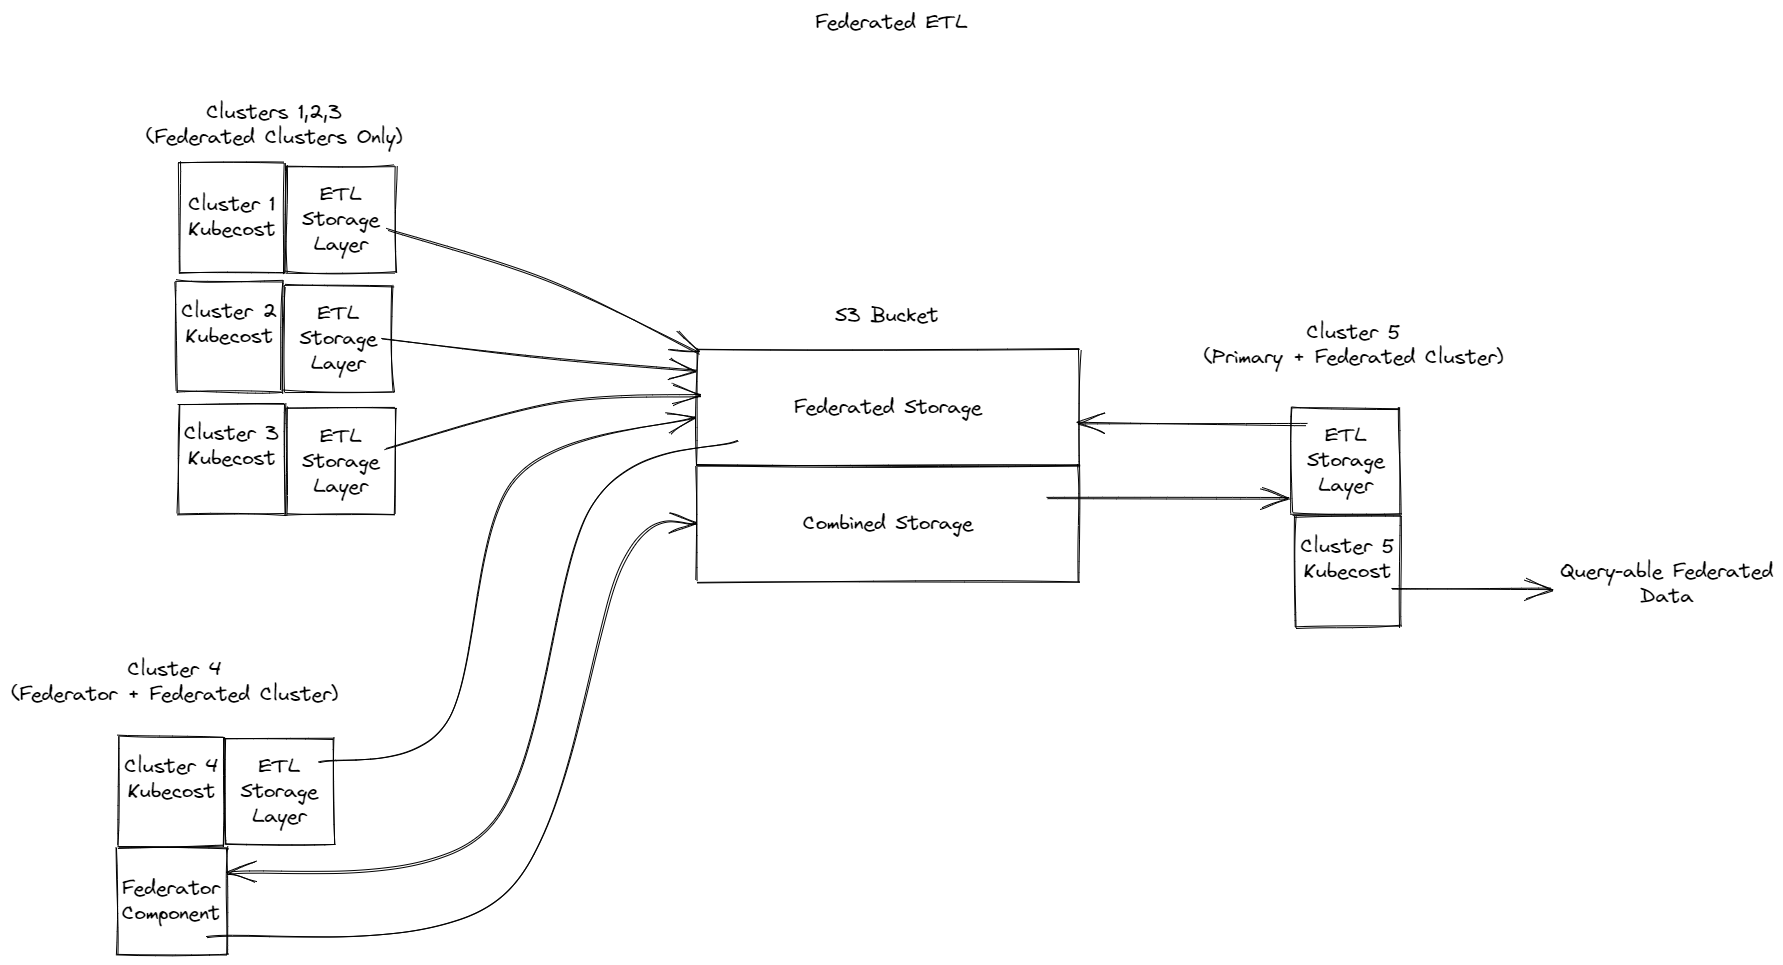 Federated ETL
Clusters 1,2,3
(Federated Clusters Only)
Cluster 1
Kubecost
ETL
Storage
Layer
Cluster 2
Kubecost
ETL
Storage
Layer
Cluster 3
Kubecost
ETL
Storage
Layer
S3 Bucket
Federated Storage
Combined Storage
Cluster 5
(Primary + Federated Cluster)
ETL
Storage
Layer
Cluster 5
Kubecost
Query-able Federated
Data
Cluster 4
(Federator + Federated Cluster)
Cluster 4
Kubecost
ETL
Storage
Layer
Federator
Component